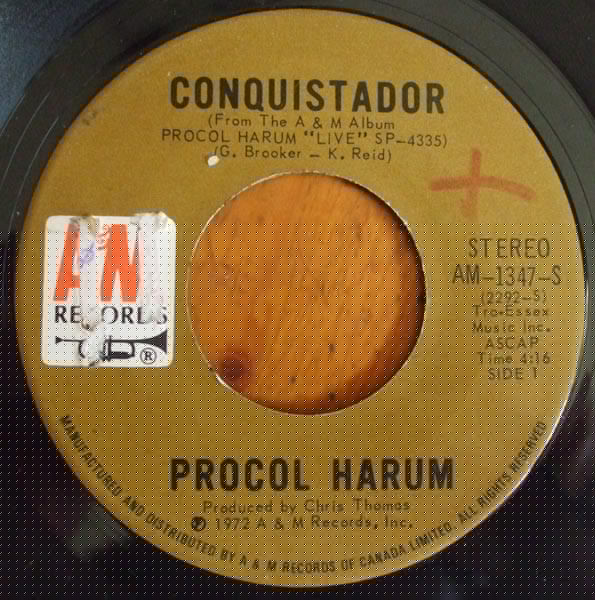 CONQUISTADOR
(From The A & M Album
PROCOL HARUM "LIVE" SP-4335)
(G. Brooker - K. Reid)
STEREO
AM-1347-S
(2292-S)
Tro-Essex
Music Inc.
ASCAP
Time 4:16
SIDE 1
RECORDS
®
PROCOL HARUM
Produced by Chris Thomas
℗ 1972 A & M Records, Inc.
MANUFACTURED AND DISTRIBUTED BY A & M RECORDS OF CANADA LIMITED. ALL RIGHTS RESERVED